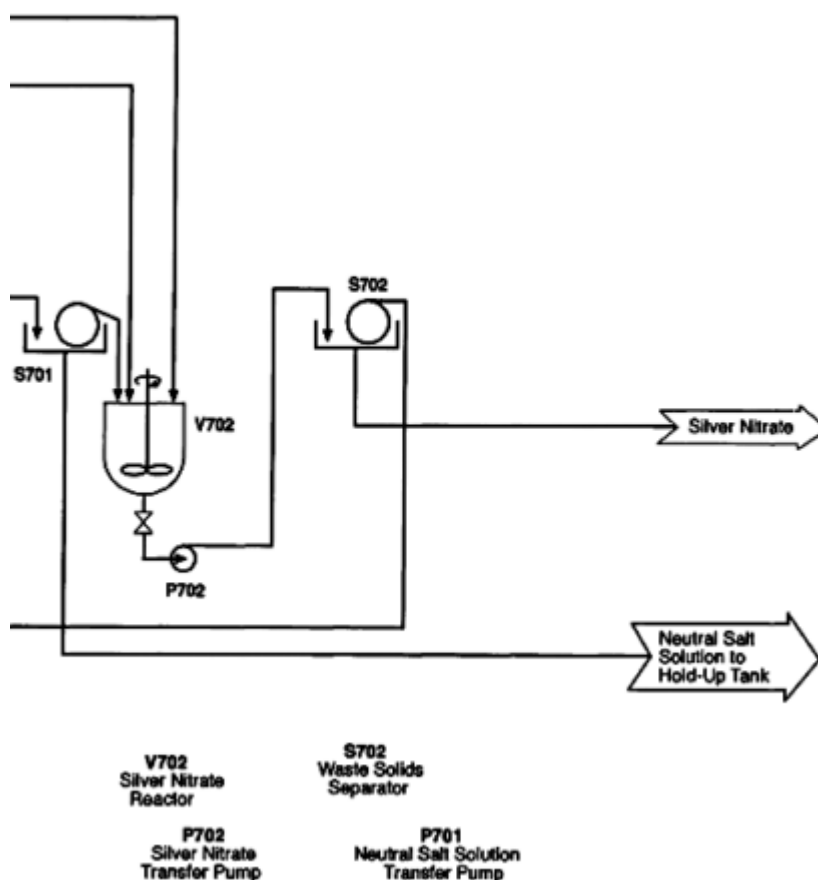 S702
S701
V702
Silver Nitrate
P702
Neutral Salt
Solution to
Hold-Up Tank
V702
Silver Nitrate
Reactor
S702
Waste Solids
Separator
P702
Silver Nitrate
Transfer Pump
P701
Neutral Salt Solution
Transfer Pump